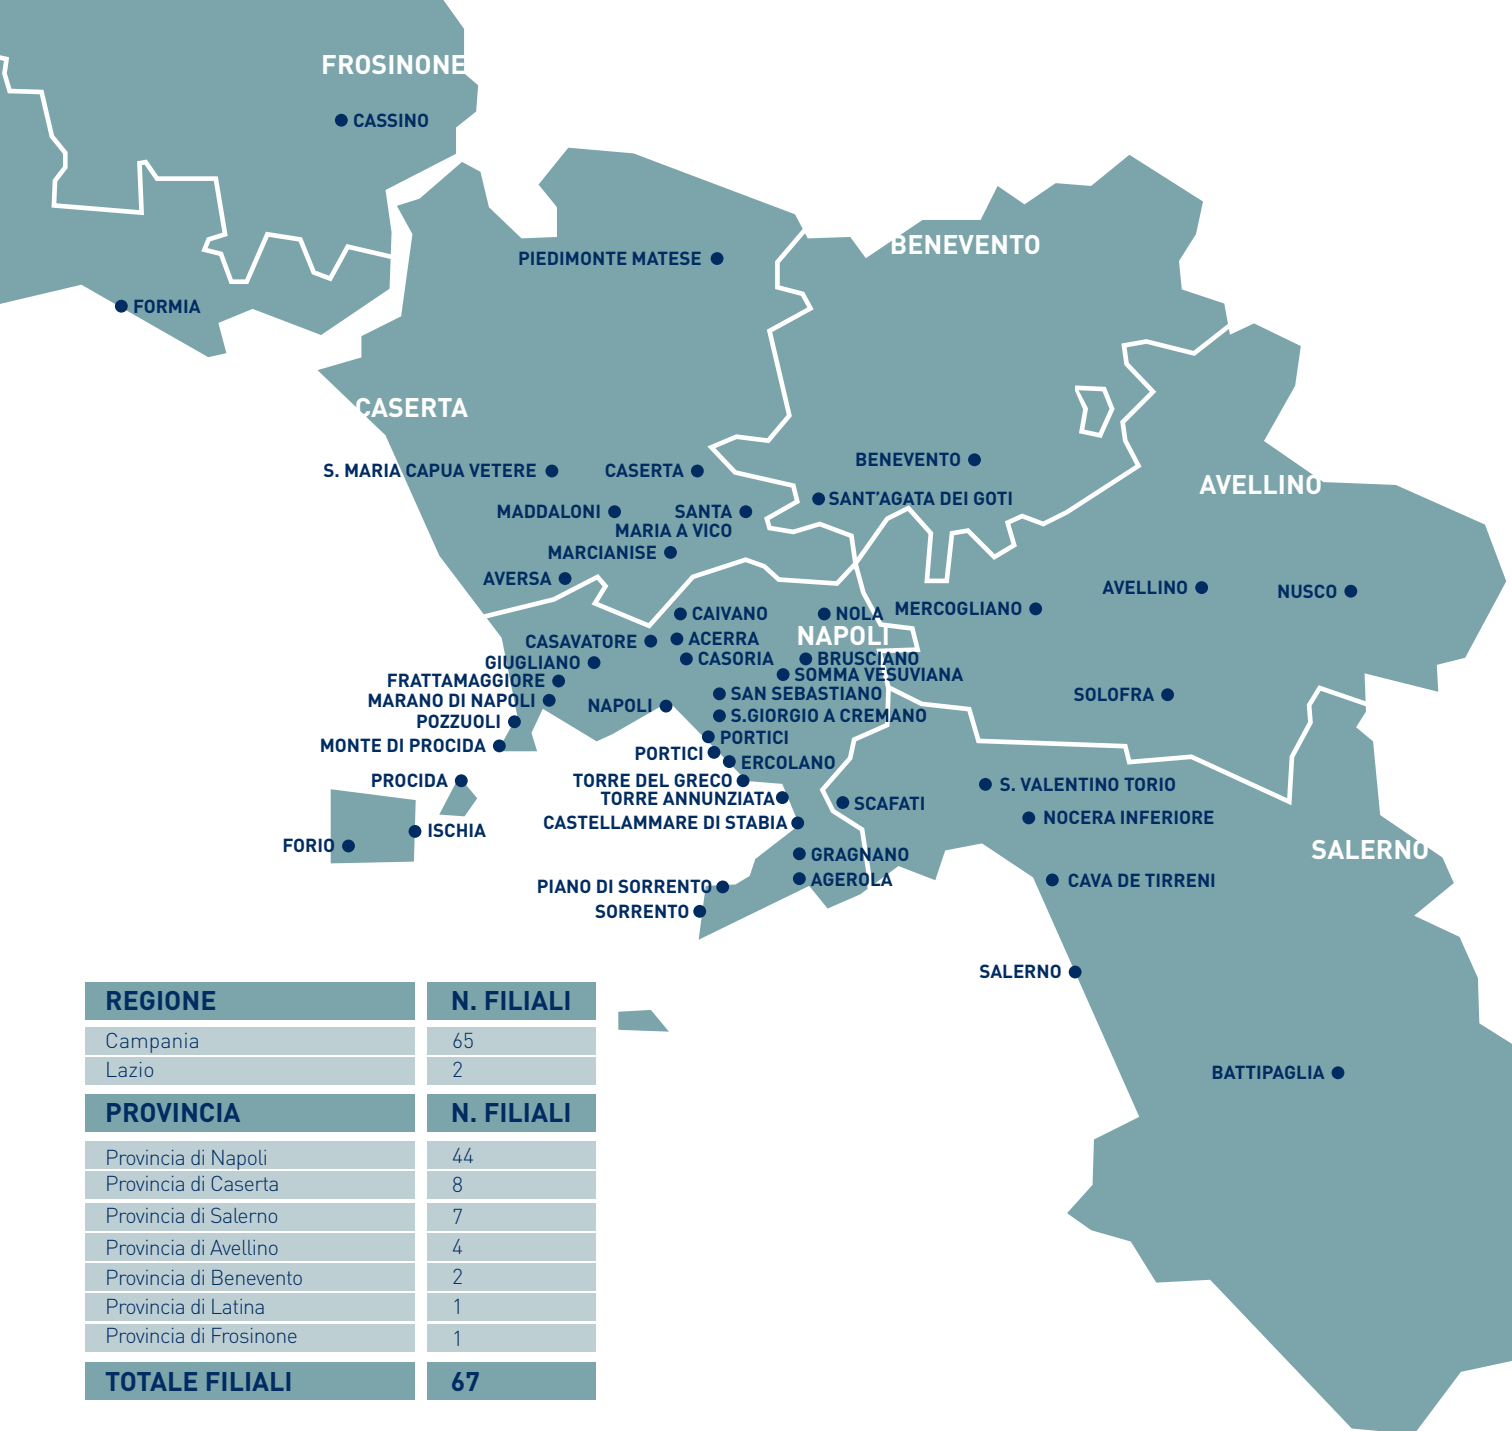 FROSINONE
CASSINO
BENEVENTO
PIEDIMONTE MATESE
FORMIA
CASERTA
BENEVENTO
S. MARIA CAPUA VETERE
CASERTA
AVELLINO
SANT'AGATA DEI GOTI
MADDALONI
SANTA
MARIA A VICO
MARCIANISE
AVERSA
AVELLINO
NUSCO
MERCOGLIANO
CAIVANO
NOLA
NAPOLI
ACERRA
CASAVATORE
CASORIA
BRUSCIANO
GIUGLIANO
SOMMA VESUVIANA
FRATTAMAGGIORE
SAN SEBASTIANO
SOLOFRA
MARANO DI NAPOLI
NAPOLI
S.GIORGIO A CREMANO
POZZUOLI
PORTICI
MONTE DI PROCIDA
PORTICI
ERCOLANO
PROCIDA
TORRE DEL GRECO
S. VALENTINO TORIO
TORRE ANNUNZIATA
SCAFATI
NOCERA INFERIORE
CASTELLAMMARE DI STABIA
ISCHIA
FORIO
SALERNO
GRAGNANO
AGEROLA
CAVA DE TIRRENI
PIANO DI SORRENTO
SORRENTO
SALERNO
BATTIPAGLIA
REGIONE N. FILIALI
Campania 65
Lazio 2
PROVINCIA N. FILIALI
Provincia di Napoli 44
Provincia di Caserta 8
Provincia di Salerno 7
Provincia di Avellino 4
Provincia di Benevento 2
Provincia di Latina 1
Provincia di Frosinone 1
TOTALE FILIALI 67